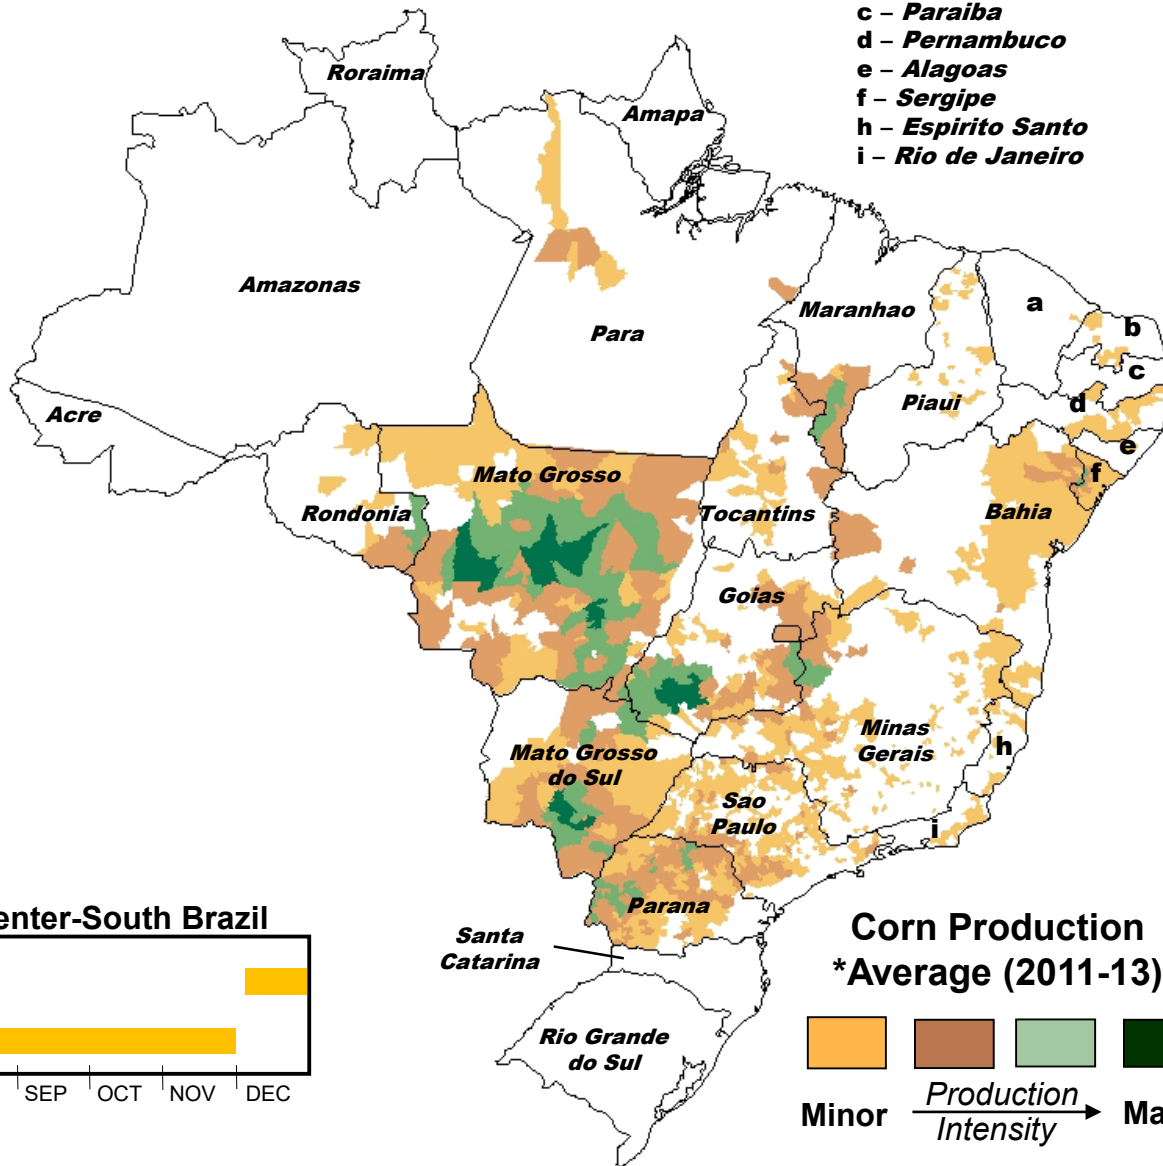 c – Paraiba
d – Pernambuco
e – Alagoas
f – Sergipe
h – Espirito Santo
i – Rio de Janeiro
Roraima
Amapa
Amazonas
Para
Maranhao
a
b
c
Acre
Piaui
d
e
Mato Grosso
f
Rondonia
Tocantins
Bahia
Goias
Minas
Gerais
h
Mato Grosso
do Sul
Sao
Paulo
i
Parana
Santa
Catarina
Rio Grande
do Sul
enter-South Brazil
SEP OCT NOV DEC
Corn Production
*Average (2011-13)
Minor
Production
Intensity
Ma